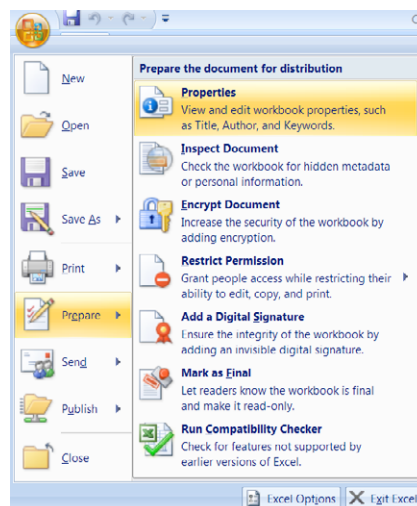 New
Open
Save
Save As
Print
Prepare
Send
Publish
Close
Prepare the document for distribution
Properties
View and edit workbook properties, such
as Title, Author, and Keywords.
Inspect Document
Check the workbook for hidden metadata
or personal information.
Encrypt Document
Increase the security of the workbook by
adding encryption.
Restrict Permission
Grant people access while restricting their
ability to edit, copy, and print.
Add a Digital Signature
Ensure the integrity of the workbook by
adding an invisible digital signature.
Mark as Final
Let readers know the workbook is final
and make it read-only.
Run Compatibility Checker
Check for features not supported by
earlier versions of Excel.
Excel Options
Exit Excel